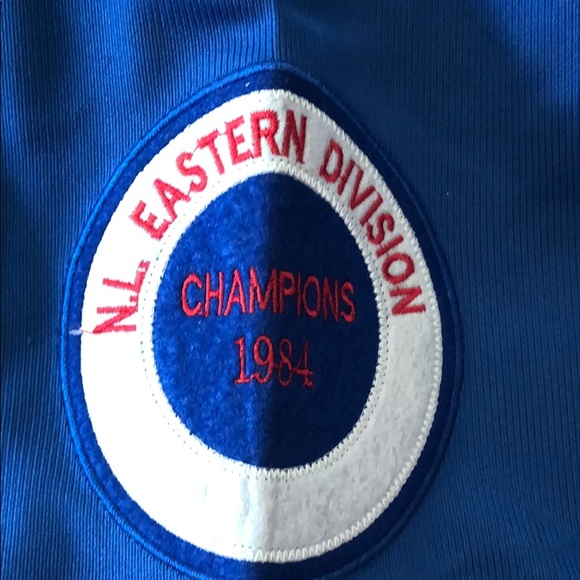 N.L. EASTERN DIVISION
CHAMPIONS
1984